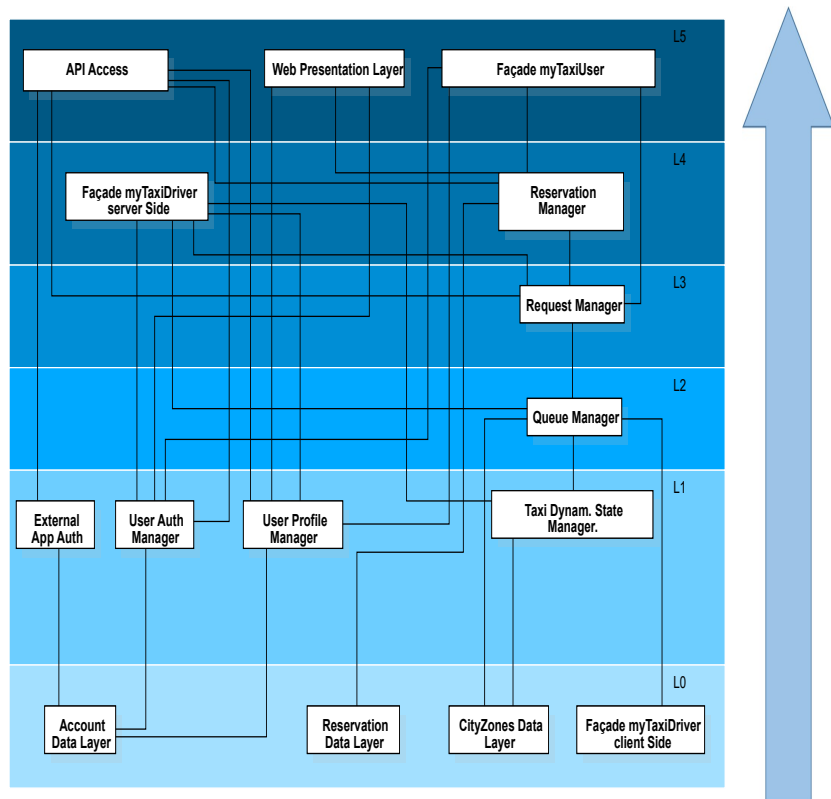 L5
API Access
Web Presentation Layer
Façade myTaxiUser
L4
Façade myTaxiDriver
server Side
Reservation
Manager
L3
Request Manager
L2
Queue Manager
L1
External
App Auth
User Auth
Manager
User Profile
Manager
Taxi Dynam. State
Manager.
L0
Account
Data Layer
Reservation
Data Layer
CityZones Data
Layer
Façade myTaxiDriver
client Side